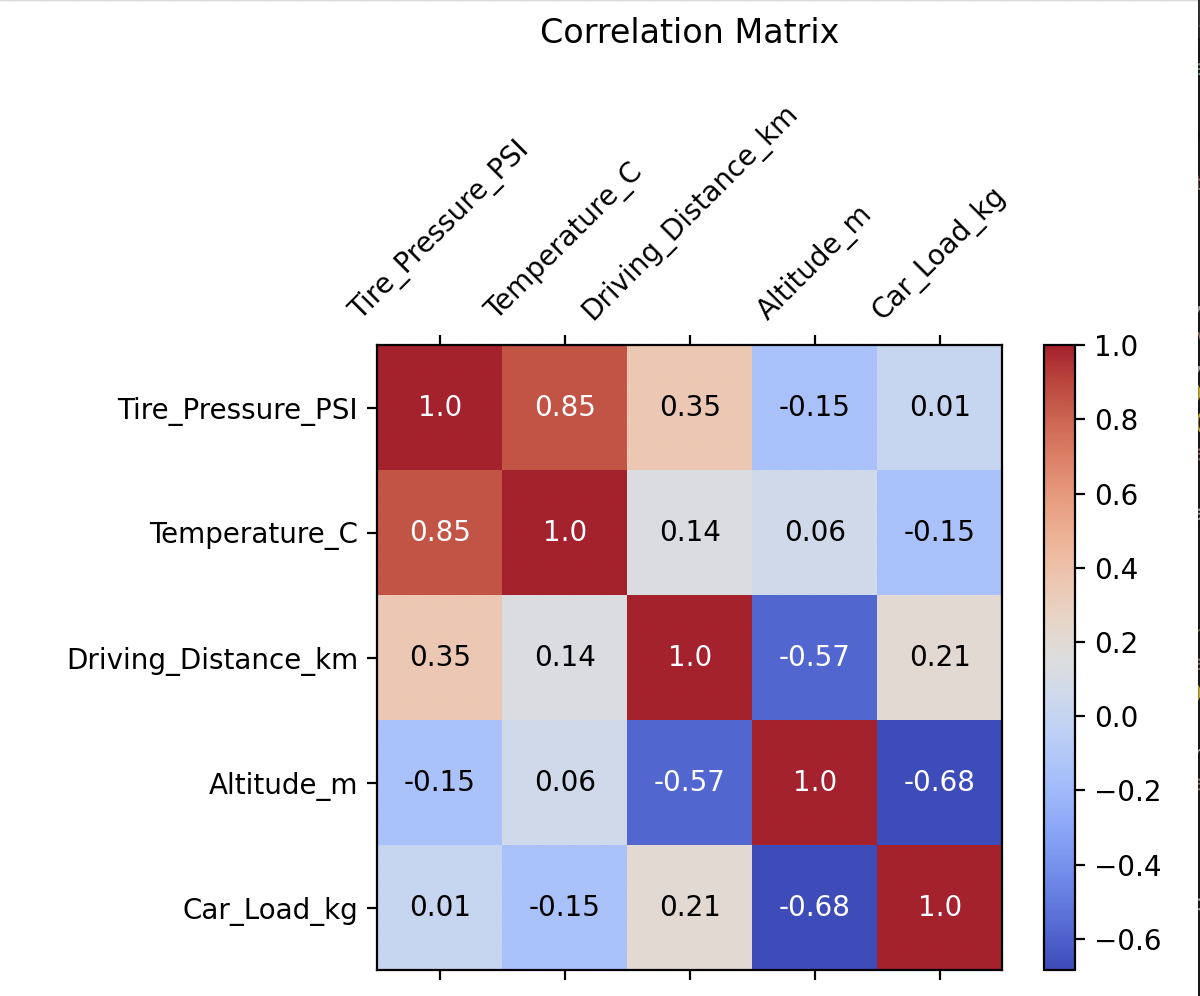 Correlation Matrix
Tire_Pressure_PSI
Temperature_C
Driving_Distance_km
Altitude_m
Car_Load_kg
Tire_Pressure_PSI 1.0 0.85 0.35 -0.15 0.01
Temperature_C 0.85 1.0 0.14 0.06 -0.15
Driving_Distance_km 0.35 0.14 1.0 -0.57 0.21
Altitude_m -0.15 0.06 -0.57 1.0 -0.68
Car_Load_kg 0.01 -0.15 0.21 -0.68 1.0
1.0
0.8
0.6
0.4
0.2
0.0
−0.2
−0.4
−0.6